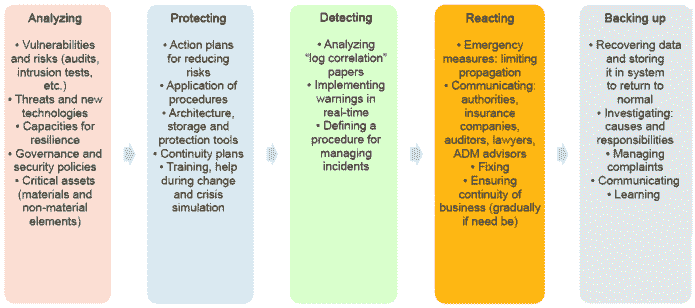 Analyzing
• Vulnerabilities
and risks (audits,
intrusion tests,
etc.)
• Threats and new
technologies
• Capacities for
resilience
• Governance and
security policies
• Critical assets
(materials and
non-material
elements)
Protecting
• Action plans
for reducing
risks
• Application of
procedures
• Architecture,
storage and
protection tools
• Continuity plans
• Training, help
during change
and crisis
simulation
Detecting
• Analyzing
“log correlation”
papers
• Implementing
warnings in
real-time
• Defining a
procedure for
managing
incidents
Reacting
• Emergency
measures: limiting
propagation
• Communicating:
authorities,
insurance
companies,
auditors, lawyers,
ADM advisors
• Fixing
• Ensuring
continuity of
business (gradually
if need be)
Backing up
• Recovering data
and storing
it in system
to return to
normal
• Investigating:
causes and
responsibilities
• Managing
complaints
• Communicating
• Learning